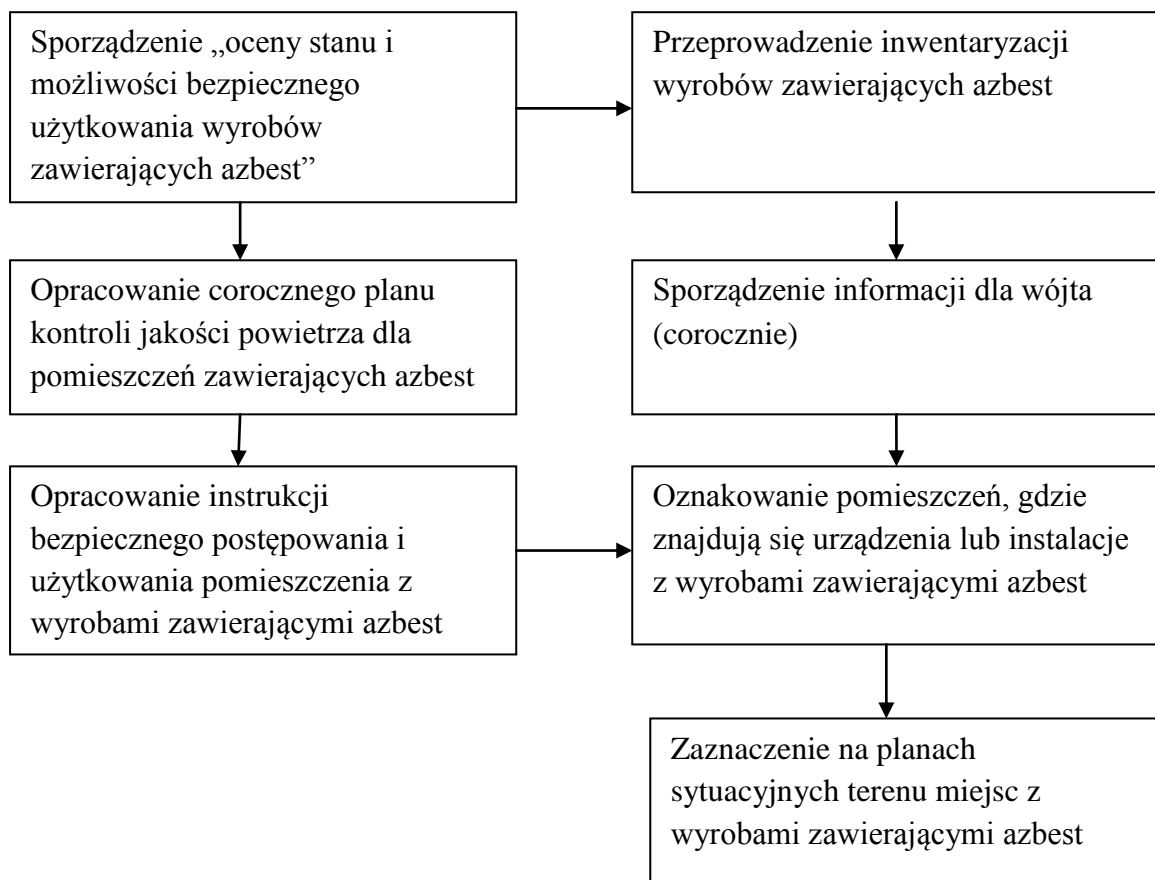 Sporządzenie „oceny stanu i
możliwości bezpiecznego
użytkowania wyrobów
zawierających azbest”
Przeprowadzenie inwentaryzacji
wyrobów zawierających azbest
Opracowanie corocznego planu
kontroli jakości powietrza dla
pomieszczeń zawierających azbest
Sporządzenie informacji dla wójta
(corocznie)
Opracowanie instrukcji
bezpiecznego postępowania i
użytkowania pomieszczenia z
wyrobami zawierającymi azbest
Oznakowanie pomieszczeń, gdzie
znajdują się urządzenia lub instalacje
z wyrobami zawierającymi azbest
Zaznaczenie na planach
sytuacyjnych terenu miejsc z
wyrobami zawierającymi azbest